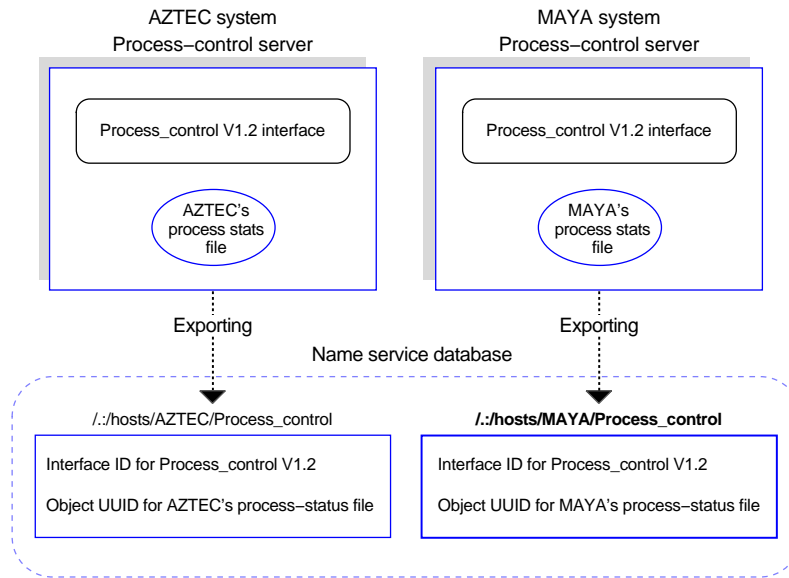 AZTEC system
Process–control server
MAYA system
Process–control server
Process_control V1.2 interface
Process_control V1.2 interface
AZTEC's
process stats
file
MAYA's
process stats
file
Exporting
Exporting
Name service database
/.:/hosts/AZTEC/Process_control
/.:/hosts/MAYA/Process_control
Interface ID for Process_control V1.2
Object UUID for AZTEC's process–status file
Interface ID for Process_control V1.2
Object UUID for MAYA's process–status file